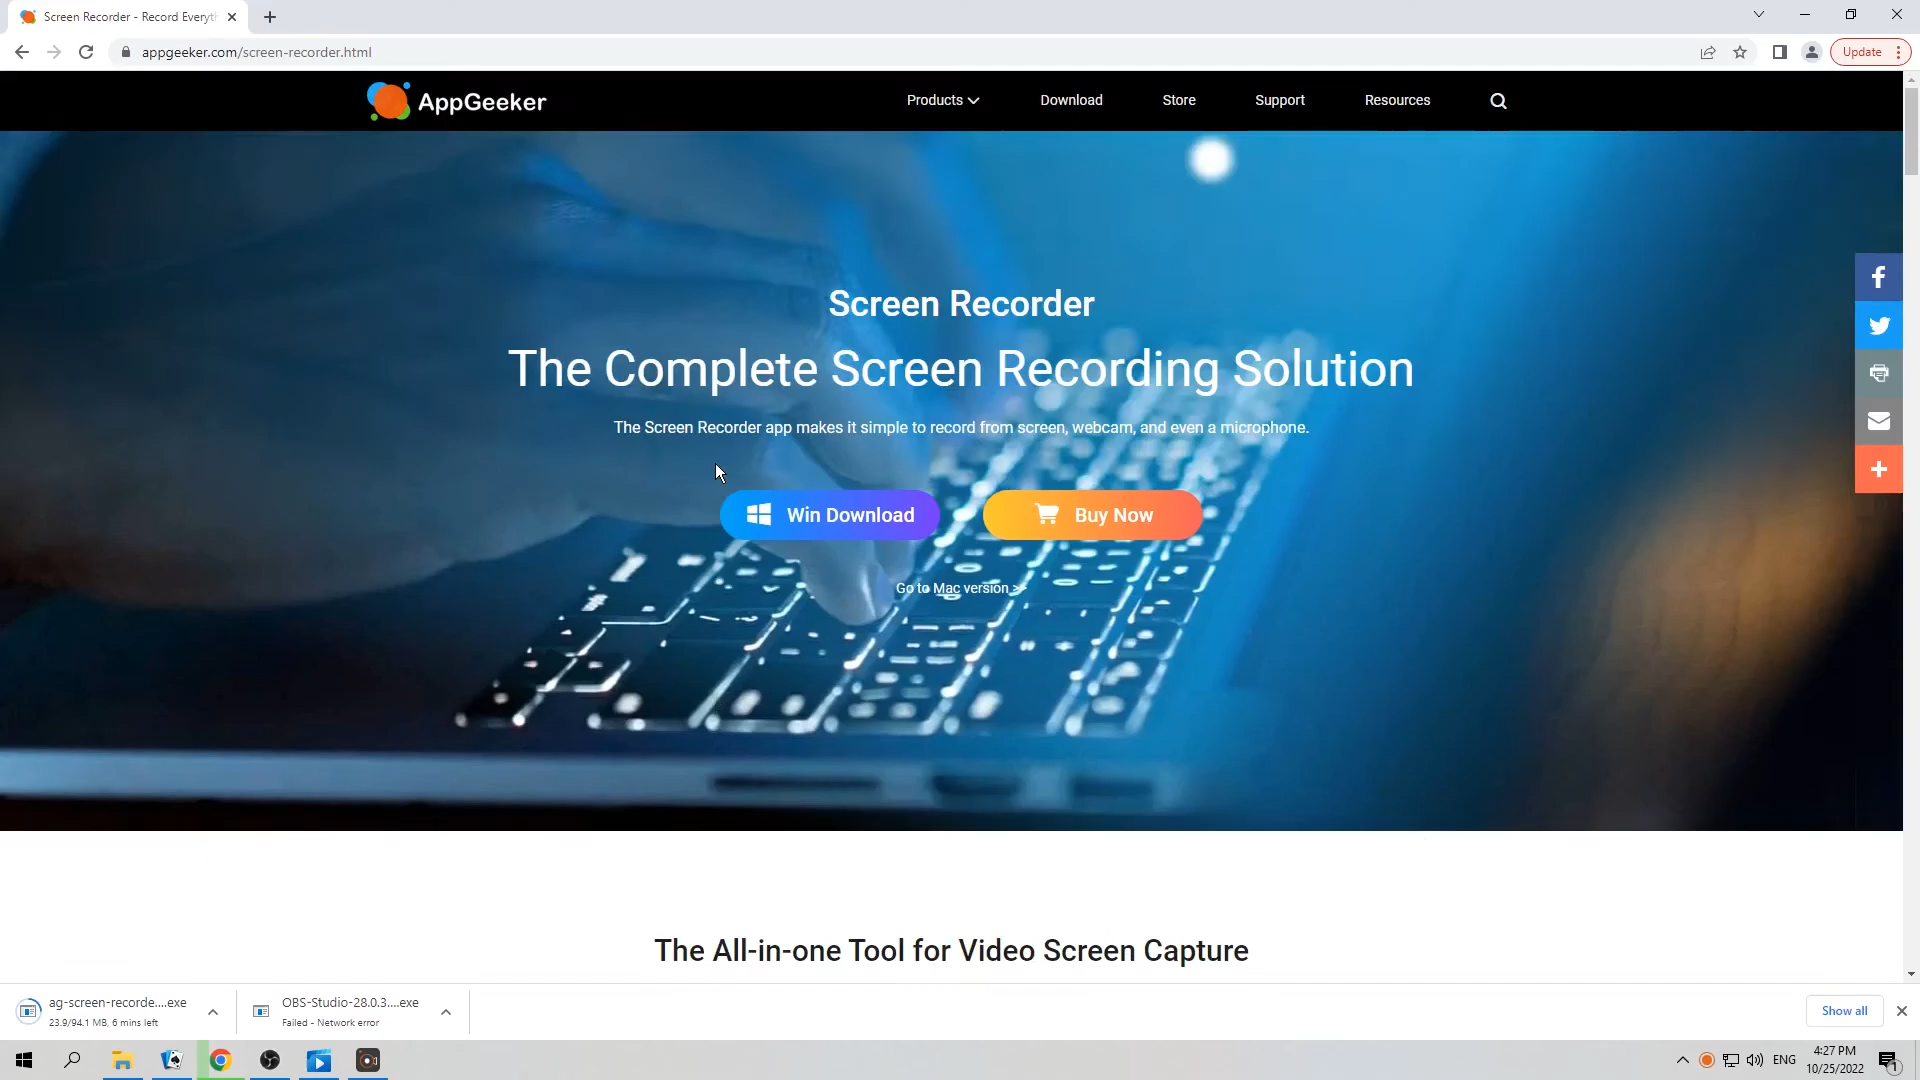 Screen Recorder - Record Everyth
appgeeker.com/screen-recorder.html
Update
AppGeeker
Products
Download
Store
Support
Resources
Screen Recorder
The Complete Screen Recording Solution
The Screen Recorder app makes it simple to record from screen, webcam, and even a microphone.
Win Download
Buy Now
Go to Mac version >>
The All-in-one Tool for Video Screen Capture
ag-screen-recorde....exe
23.9/94.1 MB, 6 mins left
OBS-Studio-28.0.3....exe
Failed - Network error
Show all
ENG
4:27 PM
10/25/2022
1